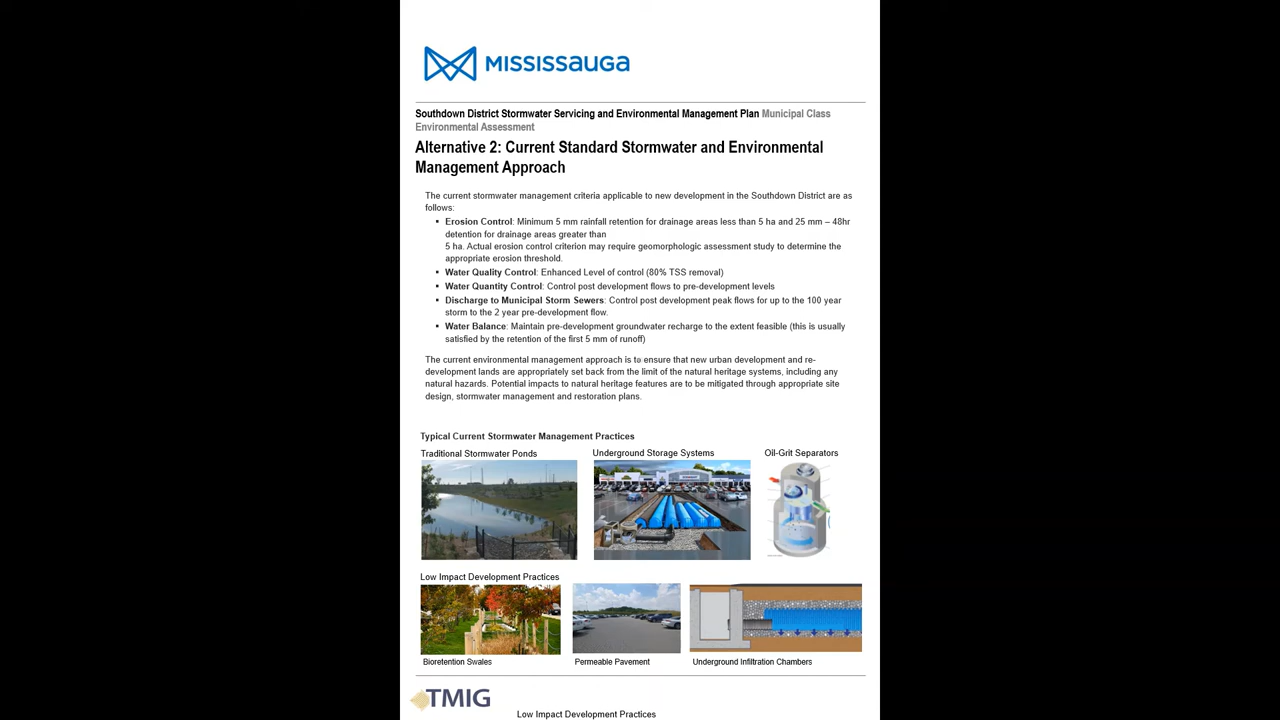 MISSISSAUGA
Southdown District Stormwater Servicing and Environmental Management Plan Municipal Class
Environmental Assessment
Alternative 2: Current Standard Stormwater and Environmental
Management Approach
The current stormwater management criteria applicable to new development in the Southdown District are as
follows:
▪ Erosion Control: Minimum 5 mm rainfall retention for drainage areas less than 5 ha and 25 mm – 48hr
detention for drainage areas greater than
5 ha. Actual erosion control criterion may require geomorphologic assessment study to determine the
appropriate erosion threshold.
▪ Water Quality Control: Enhanced Level of control (80% TSS removal)
▪ Water Quantity Control: Control post development flows to pre-development levels
▪ Discharge to Municipal Storm Sewers: Control post development peak flows for up to the 100 year
storm to the 2 year pre-development flow.
▪ Water Balance: Maintain pre-development groundwater recharge to the extent feasible (this is usually
satisfied by the retention of the first 5 mm of runoff)
The current environmental management approach is to ensure that new urban development and re-
development lands are appropriately set back from the limit of the natural heritage systems, including any
natural hazards. Potential impacts to natural heritage features are to be mitigated through appropriate site
design, stormwater management and restoration plans.
Typical Current Stormwater Management Practices
Traditional Stormwater Ponds
Underground Storage Systems
Oil-Grit Separators
Low Impact Development Practices
Bioretention Swales
Permeable Pavement
Underground Infiltration Chambers
TMIG
Low Impact Development Practices